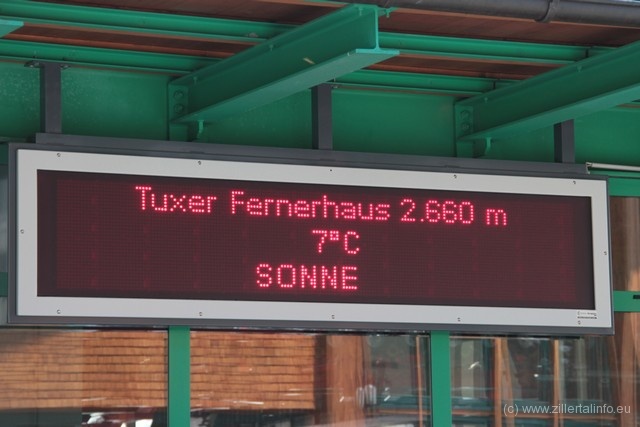 Tuxer Fernerhaus 2.660 m
7°C
SONNE
(c) www.zillertalinfo.eu